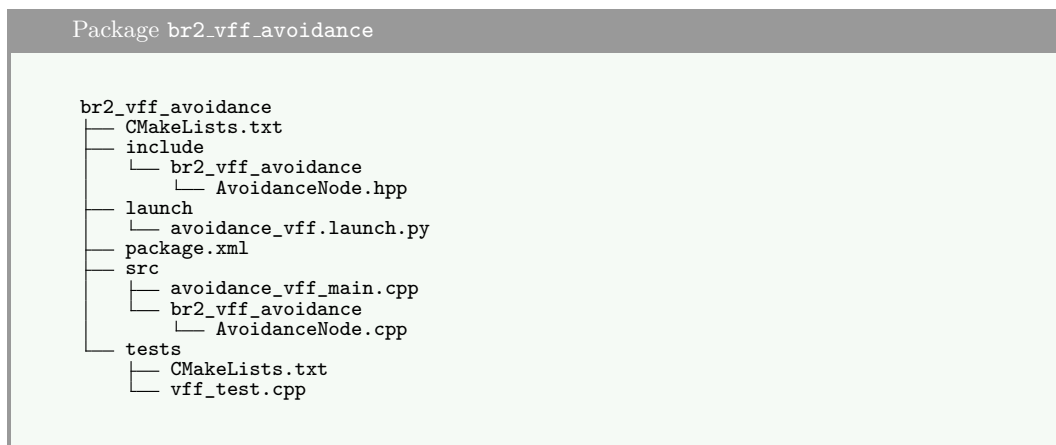 Package br2_vff_avoidance
br2_vff_avoidance
├── CMakeLists.txt
├── include
│   └── br2_vff_avoidance
│       └── AvoidanceNode.hpp
├── launch
│   └── avoidance_vff.launch.py
├── package.xml
├── src
│   ├── avoidance_vff_main.cpp
│   └── br2_vff_avoidance
│       └── AvoidanceNode.cpp
└── tests
    ├── CMakeLists.txt
    └── vff_test.cpp